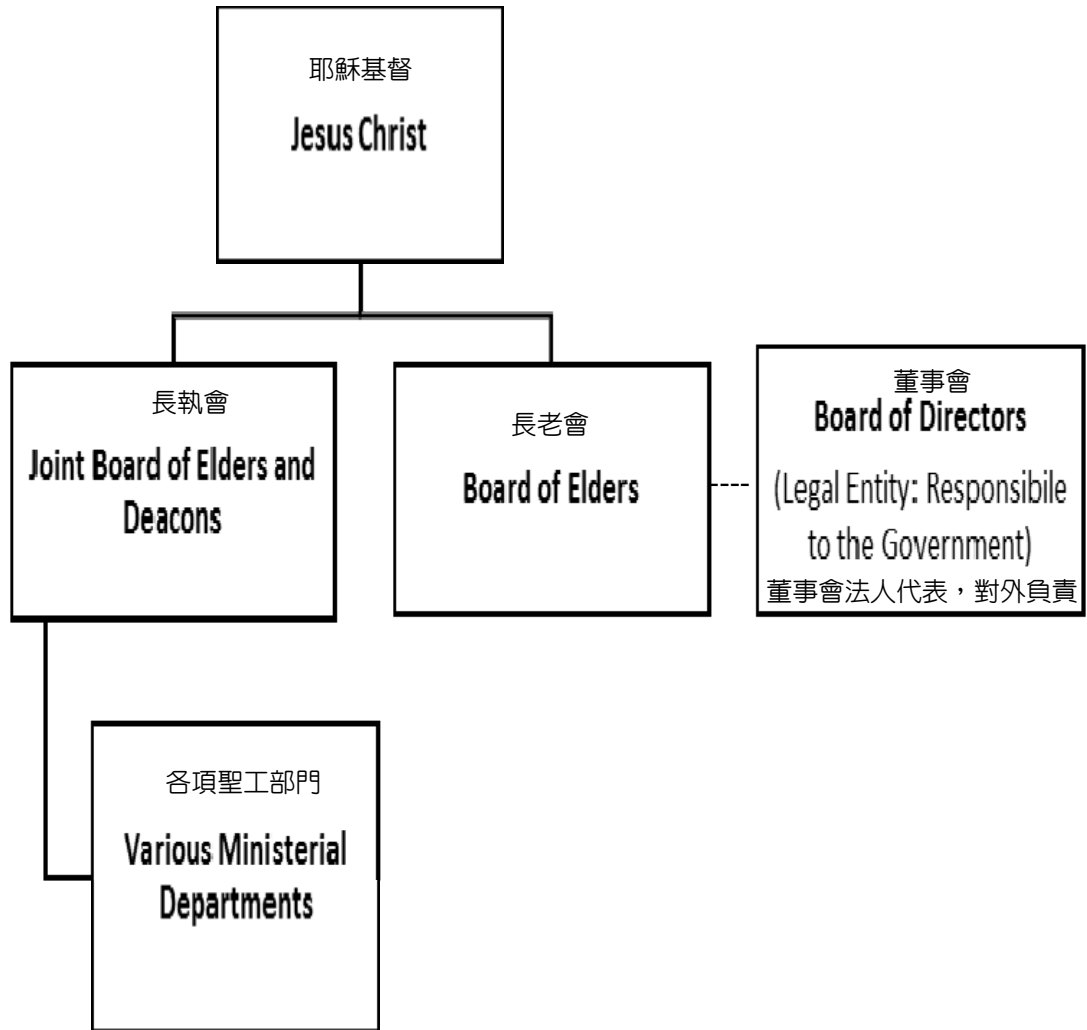 耶穌基督
Jesus Christ
長執會
Joint Board of Elders and
Deacons
長老會
Board of Elders
董事會
Board of Directors
(Legal Entity: Responsibile
to the Government)
董事會法人代表，對外負責
各項聖工部門
Various Ministerial
Departments